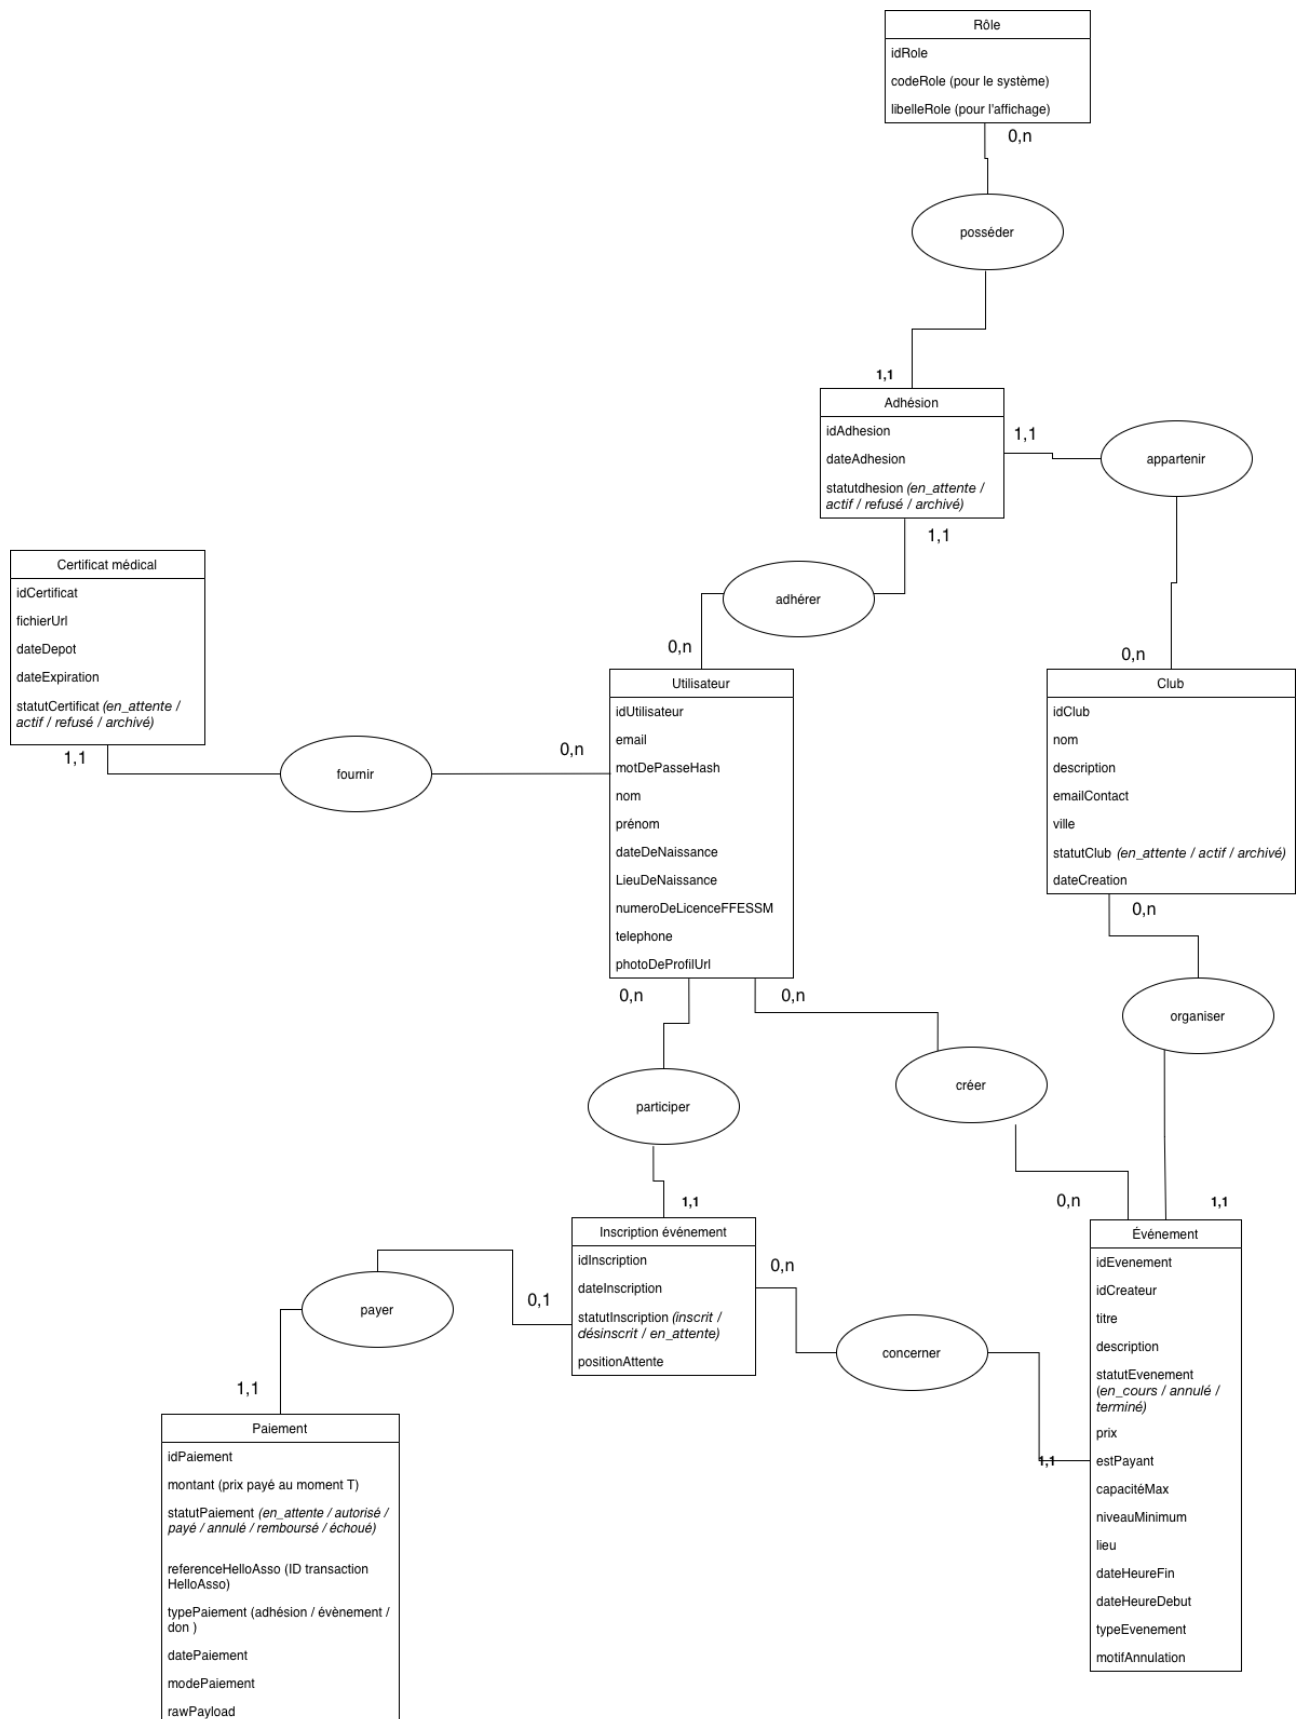 Rôle
idRole
codeRole (pour le système)
libelleRole (pour l'affichage)
0,n
posséder
1,1
Adhésion
idAdhesion
dateAdhesion
statutdhesion (en_attente /
actif / refusé / archivé)
1,1
appartenir
1,1
adhérer
0,n
0,n
Certificat médical
idCertificat
fichierUrl
dateDepot
dateExpiration
statutCertificat (en_attente /
actif / refusé / archivé)
1,1
fournir
0,n
Utilisateur
idUtilisateur
email
motDePasseHash
nom
prénom
dateDeNaissance
LieuDeNaissance
numeroDeLicenceFFESSM
telephone
photoDeProfilUrl
Club
idClub
nom
description
emailContact
ville
statutClub (en_attente / actif / archivé)
dateCreation
0,n
0,n
0,n
organiser
créer
participer
1,1
0,n
1,1
Inscription événement
idInscription
dateInscription
statutInscription (inscrit /
désinscrit / en_attente)
positionAttente
0,n
0,1
payer
concerner
1,1
1,1
Événement
idEvenement
idCreateur
titre
description
statutEvenement
(en_cours / annulé /
terminé)
prix
estPayant
capacitéMax
niveauMinimum
lieu
dateHeureFin
dateHeureDebut
typeEvenement
motifAnnulation
Paiement
idPaiement
montant (prix payé au moment T)
statutPaiement (en_attente / autorisé /
payé / annulé / remboursé / échoué)
referenceHelloAsso (ID transaction
HelloAsso)
typePaiement (adhésion / évènement /
don )
datePaiement
modePaiement
rawPayload